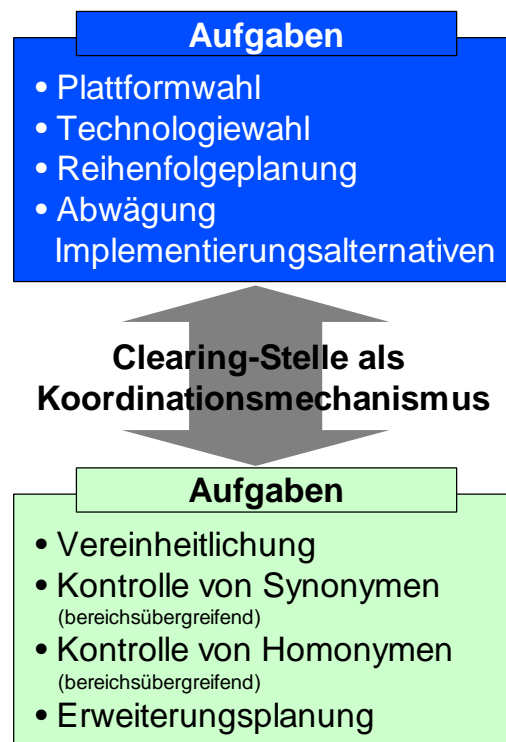 Aufgaben
• Plattformwahl
• Technologiewahl
• Reihenfolgeplanung
• Abwägung
Implementierungsalternativen
Clearing-Stelle als
Koordinationsmechanismus
Aufgaben
• Vereinheitlichung
• Kontrolle von Synonymen
(bereichsübergreifend)
• Kontrolle von Homonymen
(bereichsübergreifend)
• Erweiterungsplanung